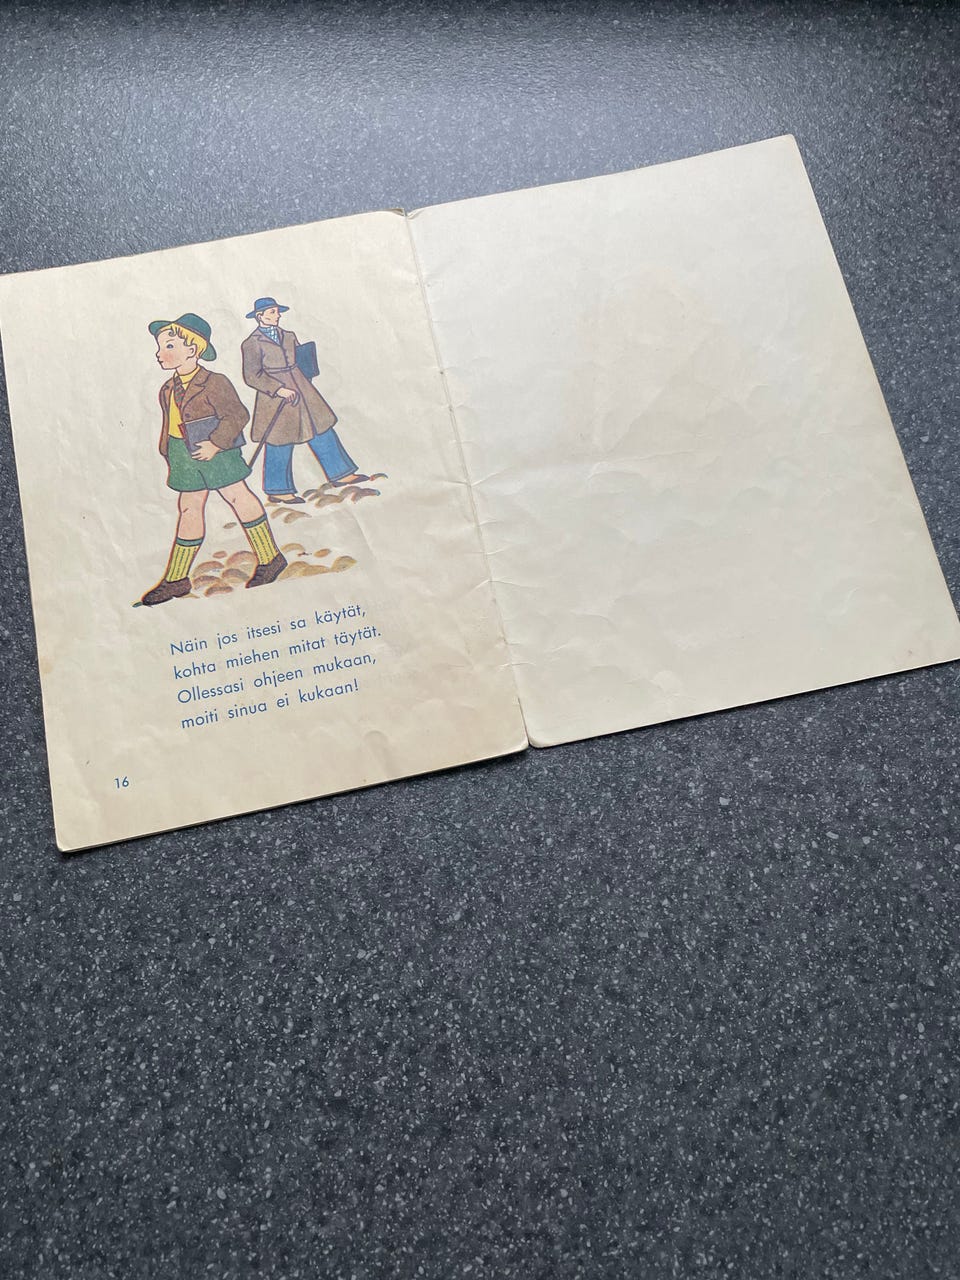 Näin jos itsesi sa käytät,
kohta miehen mitat täytät.
Ollessasi ohjeen mukaan,
moiti sinua ei kukaan!
16